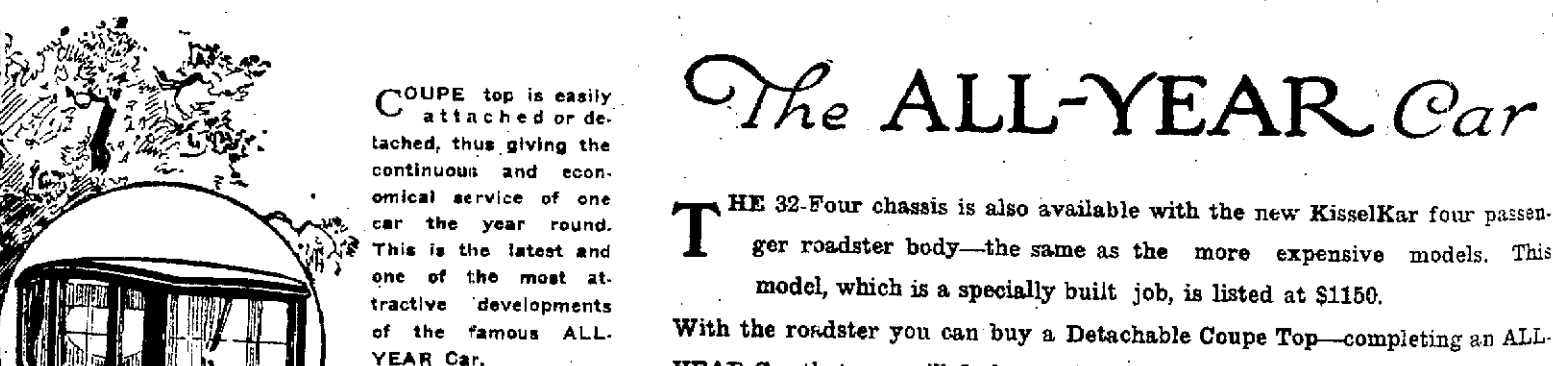 COUPE top is easily
attached or de-
tached, thus giving the
continuous and econ-
omical service of one
car the year round.
This is the latest and
one of the most at-
tractive developments
of the famous ALL-
YEAR Car.
The ALL-YEAR Car
THE 32-Four chassis is also available with the new KisselKar four passen-
ger roadster body—the same as the more expensive models. This
model, which is a specially built job, is listed at $1150.
With the roadster you can buy a Detachable Coupe Top—completing an ALL-